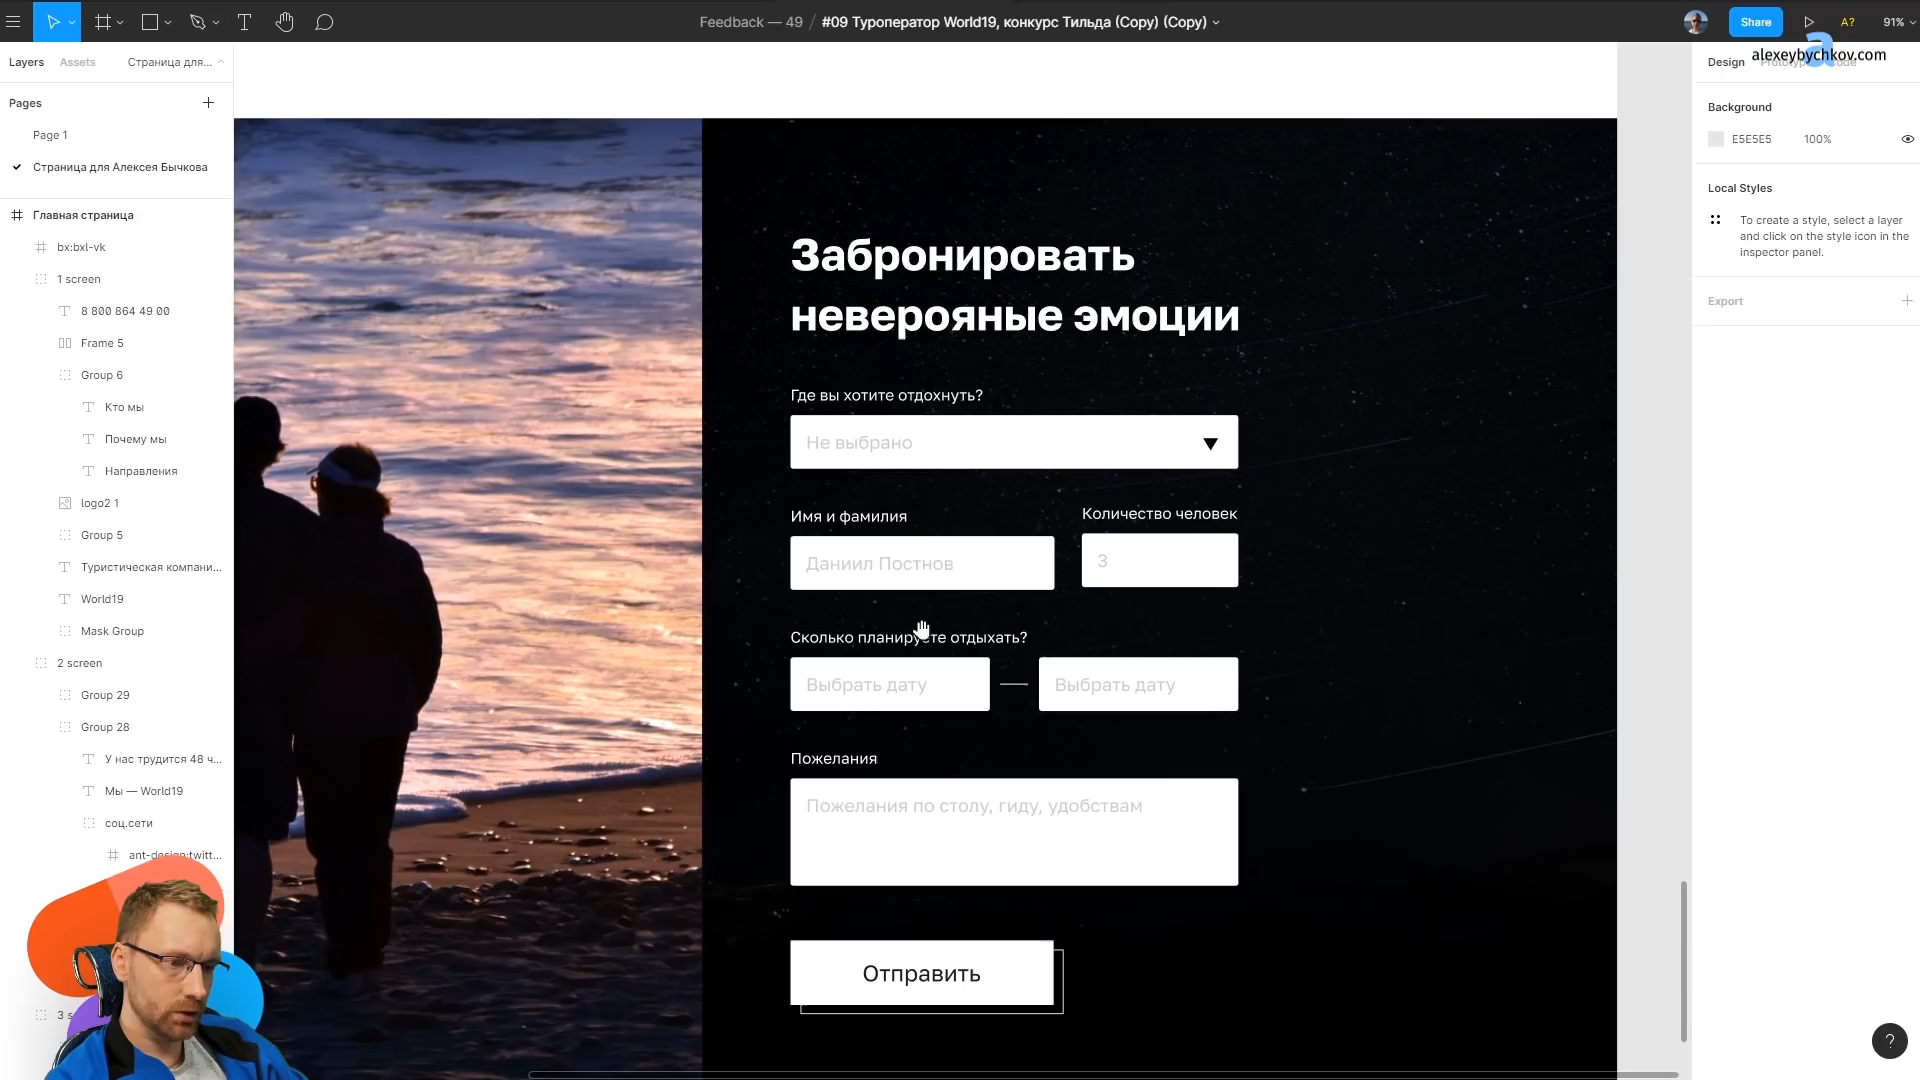 Feedback — 49 / #09 Туроператор World19, конкурс Тильда (Copy) (Copy)
Share
A?
91%
alexeybychkov.com
Layers
Assets
Страница для...
Design
Pages
Page 1
Страница для Алексея Бычкова
Главная страница
bx:bxl-vk
1 screen
8 800 864 49 00
Frame 5
Group 6
Кто мы
Почему мы
Направления
logo2 1
Group 5
Туристическая компани...
World19
Mask Group
2 screen
Group 29
Group 28
У нас трудится 48 ч...
Мы — World19
соц.сети
ant-design:twitt...
3 s
Забронировать
неверояные эмоции
Где вы хотите отдохнуть?
Не выбрано
Имя и фамилия
Количество человек
Даниил Постнов
3
Сколько планируете отдыхать?
Выбрать дату — Выбрать дату
Пожелания
Пожелания по столу, гиду, удобствам
Отправить
Background
E5E5E5 100%
Local Styles
To create a style, select a layer
and click on the style icon in the
inspector panel.
Export
?